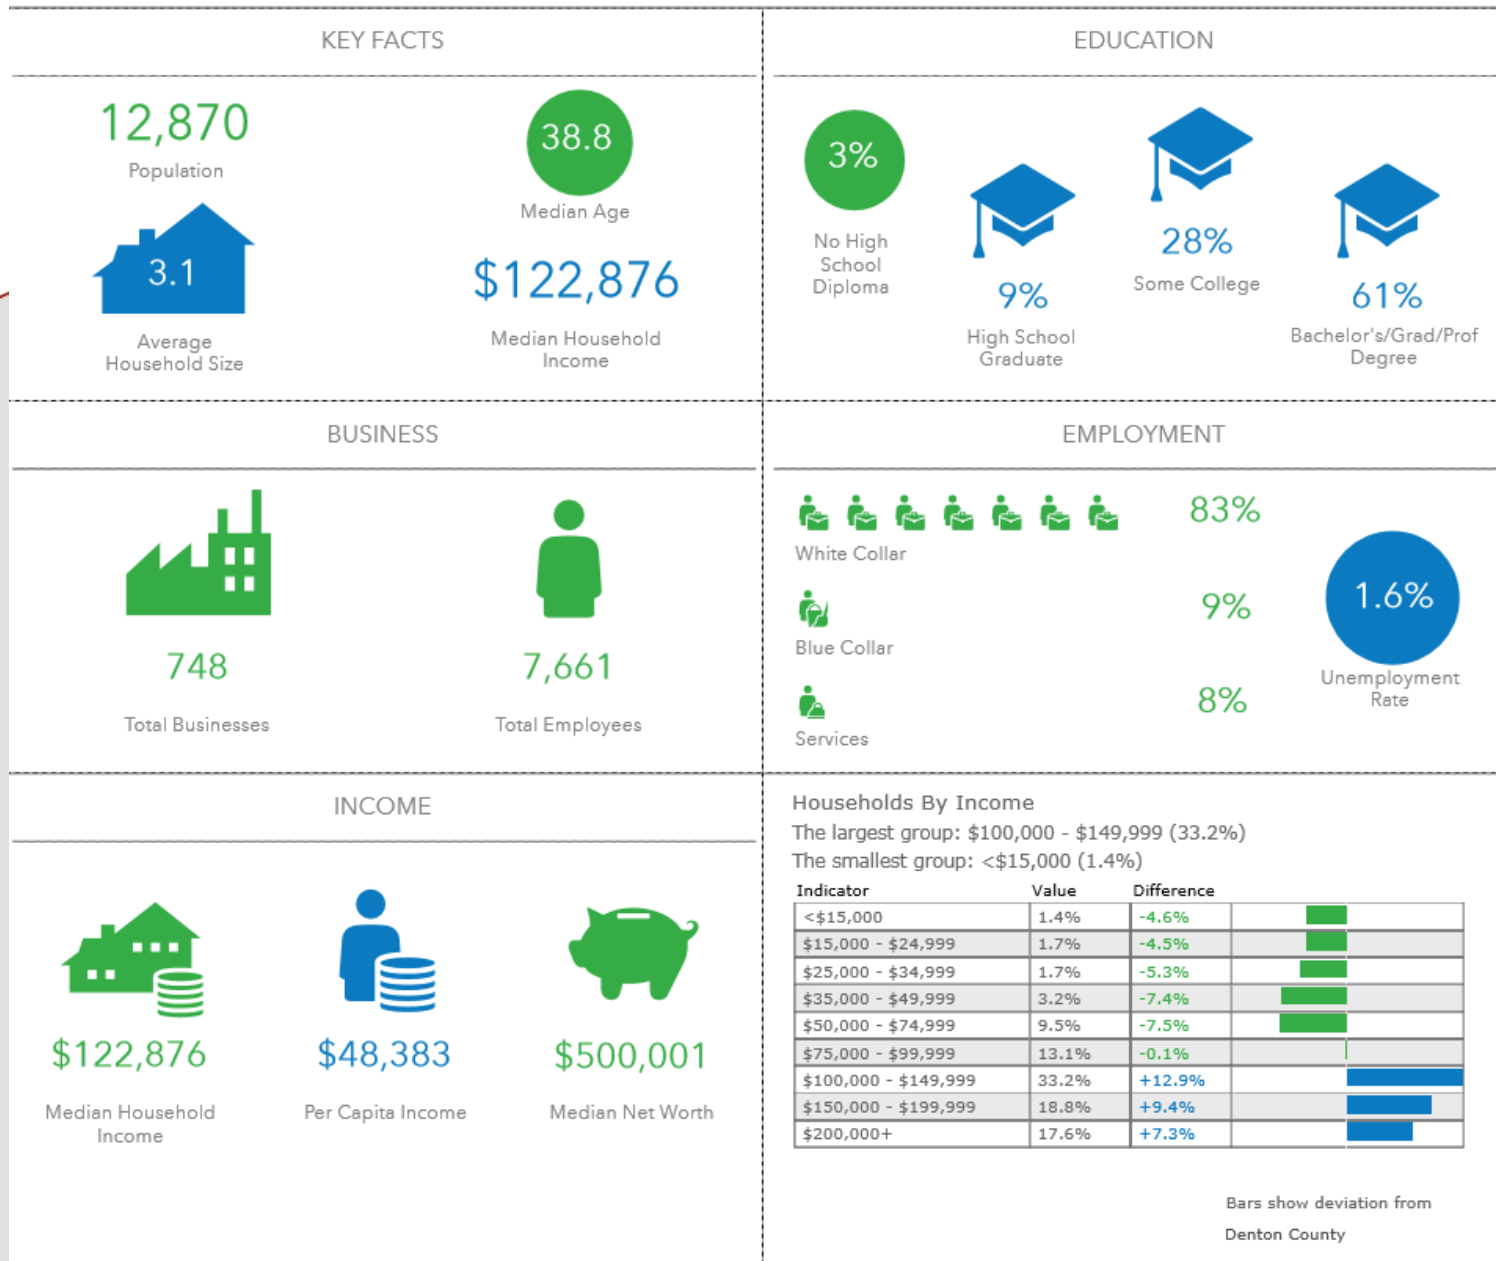 KEY FACTS
12,870
Population
38.8
Median Age
3.1
Average
Household Size
$122,876
Median Household
Income
EDUCATION
3%
No High
School
Diploma
9%
High School
Graduate
28%
Some College
61%
Bachelor's/Grad/Prof
Degree
BUSINESS
748
Total Businesses
7,661
Total Employees
EMPLOYMENT
83%
White Collar
9%
Blue Collar
8%
Services
1.6%
Unemployment
Rate
INCOME
$122,876
Median Household
Income
$48,383
Per Capita Income
$500,001
Median Net Worth
Households By Income
The largest group: $100,000 - $149,999 (33.2%)
The smallest group: <$15,000 (1.4%)
Indicator Value Difference
<$15,000 1.4% -4.6%
$15,000 - $24,999 1.7% -4.5%
$25,000 - $34,999 1.7% -5.3%
$35,000 - $49,999 3.2% -7.4%
$50,000 - $74,999 9.5% -7.5%
$75,000 - $99,999 13.1% -0.1%
$100,000 - $149,999 33.2% +12.9%
$150,000 - $199,999 18.8% +9.4%
$200,000+ 17.6% +7.3%
Bars show deviation from
Denton County